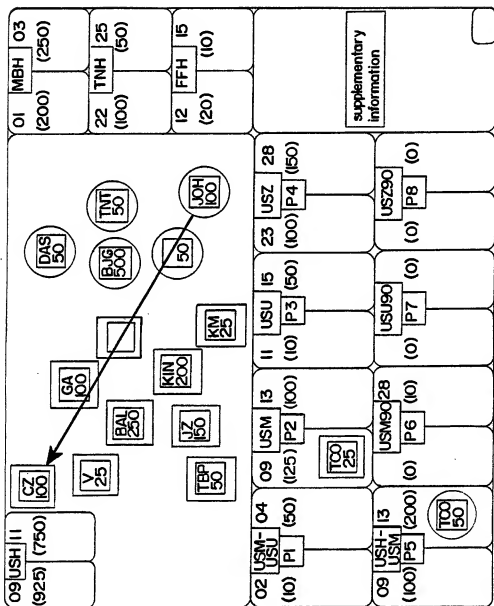 09 USH 11
(925) (750)
CZ
100
GA
100
DAS
50
V
25
BAL
250
BJG
500
TNT
50
TBP
50
JZ
150
KIN
200
KM
25
50
JOH
100
01 MBH 03
(200) (250)
22 TNH 25
(100) (50)
12 FFH 15
(20) (10)
02 USM-USU 04
(10) P1 (50)
09 USM 13
(125) P2 (100)
TCO
25
11 USU 15
(10) P3 (50)
23 USZ 28
(100) P4 (150)
09 USH-USM 13
(100) P5 (200)
TCO
50
USM90 28
(0) P6 (10)
USU90
(0) P7 (0)
USZ90
(0) P8 (0)
supplementary
information